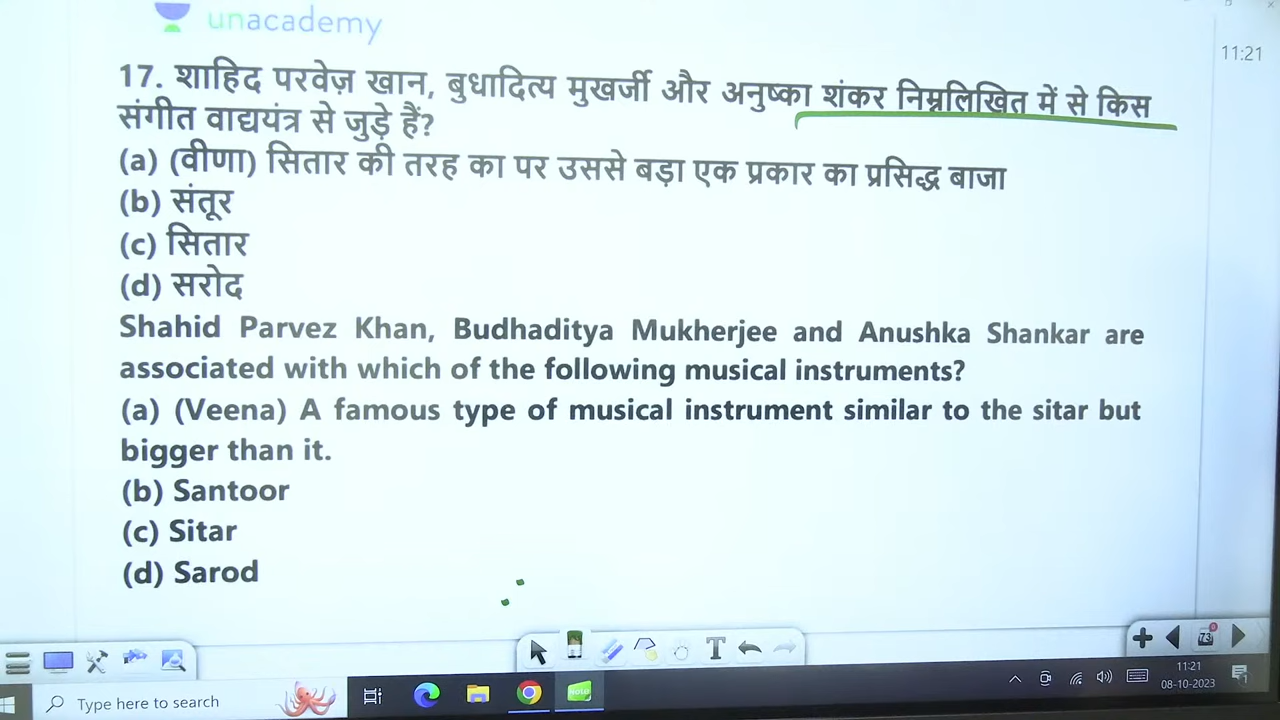 unacademy
11:21
17. शाहिद परवेज़ खान, बुधादित्य मुखर्जी और अनुष्का शंकर निम्नलिखित में से किस
संगीत वाद्ययंत्र से जुड़े हैं?
(a) (वीणा) सितार की तरह का पर उससे बड़ा एक प्रकार का प्रसिद्ध बाजा
(b) संतूर
(c) सितार
(d) सरोद
Shahid Parvez Khan, Budhaditya Mukherjee and Anushka Shankar are
associated with which of the following musical instruments?
(a) (Veena) A famous type of musical instrument similar to the sitar but
bigger than it.
(b) Santoor
(c) Sitar
(d) Sarod
T
73
Type here to search
11:21
08-10-2023